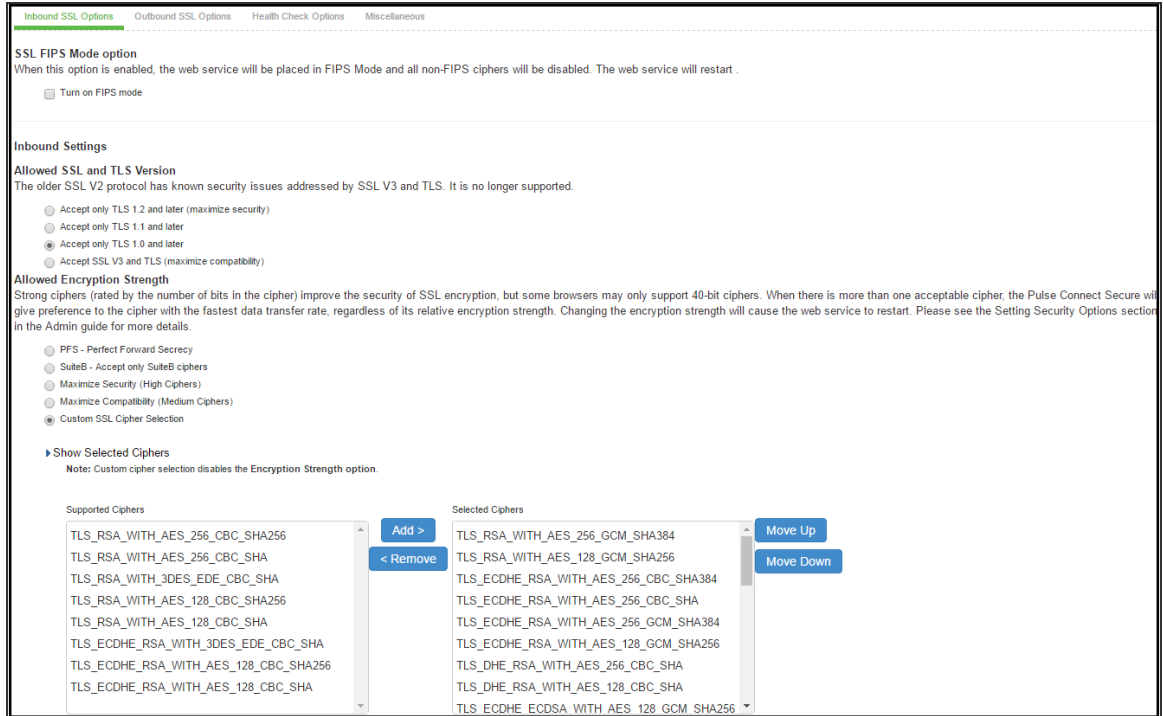 Inbound SSL Options Outbound SSL Options Health Check Options Miscellaneous
SSL FIPS Mode option
When this option is enabled, the web service will be placed in FIPS Mode and all non-FIPS ciphers will be disabled. The web service will restart .
Turn on FIPS mode
Inbound Settings
Allowed SSL and TLS Version
The older SSL V2 protocol has known security issues addressed by SSL V3 and TLS. It is no longer supported.
Accept only TLS 1.2 and later (maximize security)
Accept only TLS 1.1 and later
Accept only TLS 1.0 and later
Accept SSL V3 and TLS (maximize compatibility)
Allowed Encryption Strength
Strong ciphers (rated by the number of bits in the cipher) improve the security of SSL encryption, but some browsers may only support 40-bit ciphers. When there is more than one acceptable cipher, the Pulse Connect Secure will
give preference to the cipher with the fastest data transfer rate, regardless of its relative encryption strength. Changing the encryption strength will cause the web service to restart. Please see the Setting Security Options section
in the Admin guide for more details.
PFS - Perfect Forward Secrecy
SuiteB - Accept only SuiteB ciphers
Maximize Security (High Ciphers)
Maximize Compatibility (Medium Ciphers)
Custom SSL Cipher Selection
Show Selected Ciphers
Note: Custom cipher selection disables the Encryption Strength option.
Supported Ciphers
TLS_RSA_WITH_AES_256_CBC_SHA256
TLS_RSA_WITH_AES_256_CBC_SHA
TLS_RSA_WITH_3DES_EDE_CBC_SHA
TLS_RSA_WITH_AES_128_CBC_SHA256
TLS_RSA_WITH_AES_128_CBC_SHA
TLS_ECDHE_RSA_WITH_3DES_EDE_CBC_SHA
TLS_ECDHE_RSA_WITH_AES_128_CBC_SHA256
TLS_ECDHE_RSA_WITH_AES_128_CBC_SHA
Add >
< Remove
Selected Ciphers
TLS_RSA_WITH_AES_256_GCM_SHA384
TLS_RSA_WITH_AES_128_GCM_SHA256
TLS_ECDHE_RSA_WITH_AES_256_CBC_SHA384
TLS_ECDHE_RSA_WITH_AES_256_CBC_SHA
TLS_ECDHE_RSA_WITH_AES_256_GCM_SHA384
TLS_ECDHE_RSA_WITH_AES_128_GCM_SHA256
TLS_DHE_RSA_WITH_AES_256_CBC_SHA
TLS_DHE_RSA_WITH_AES_128_CBC_SHA
TLS_ECDHE_ECDSA_WITH_AES_128_GCM_SHA256
Move Up
Move Down